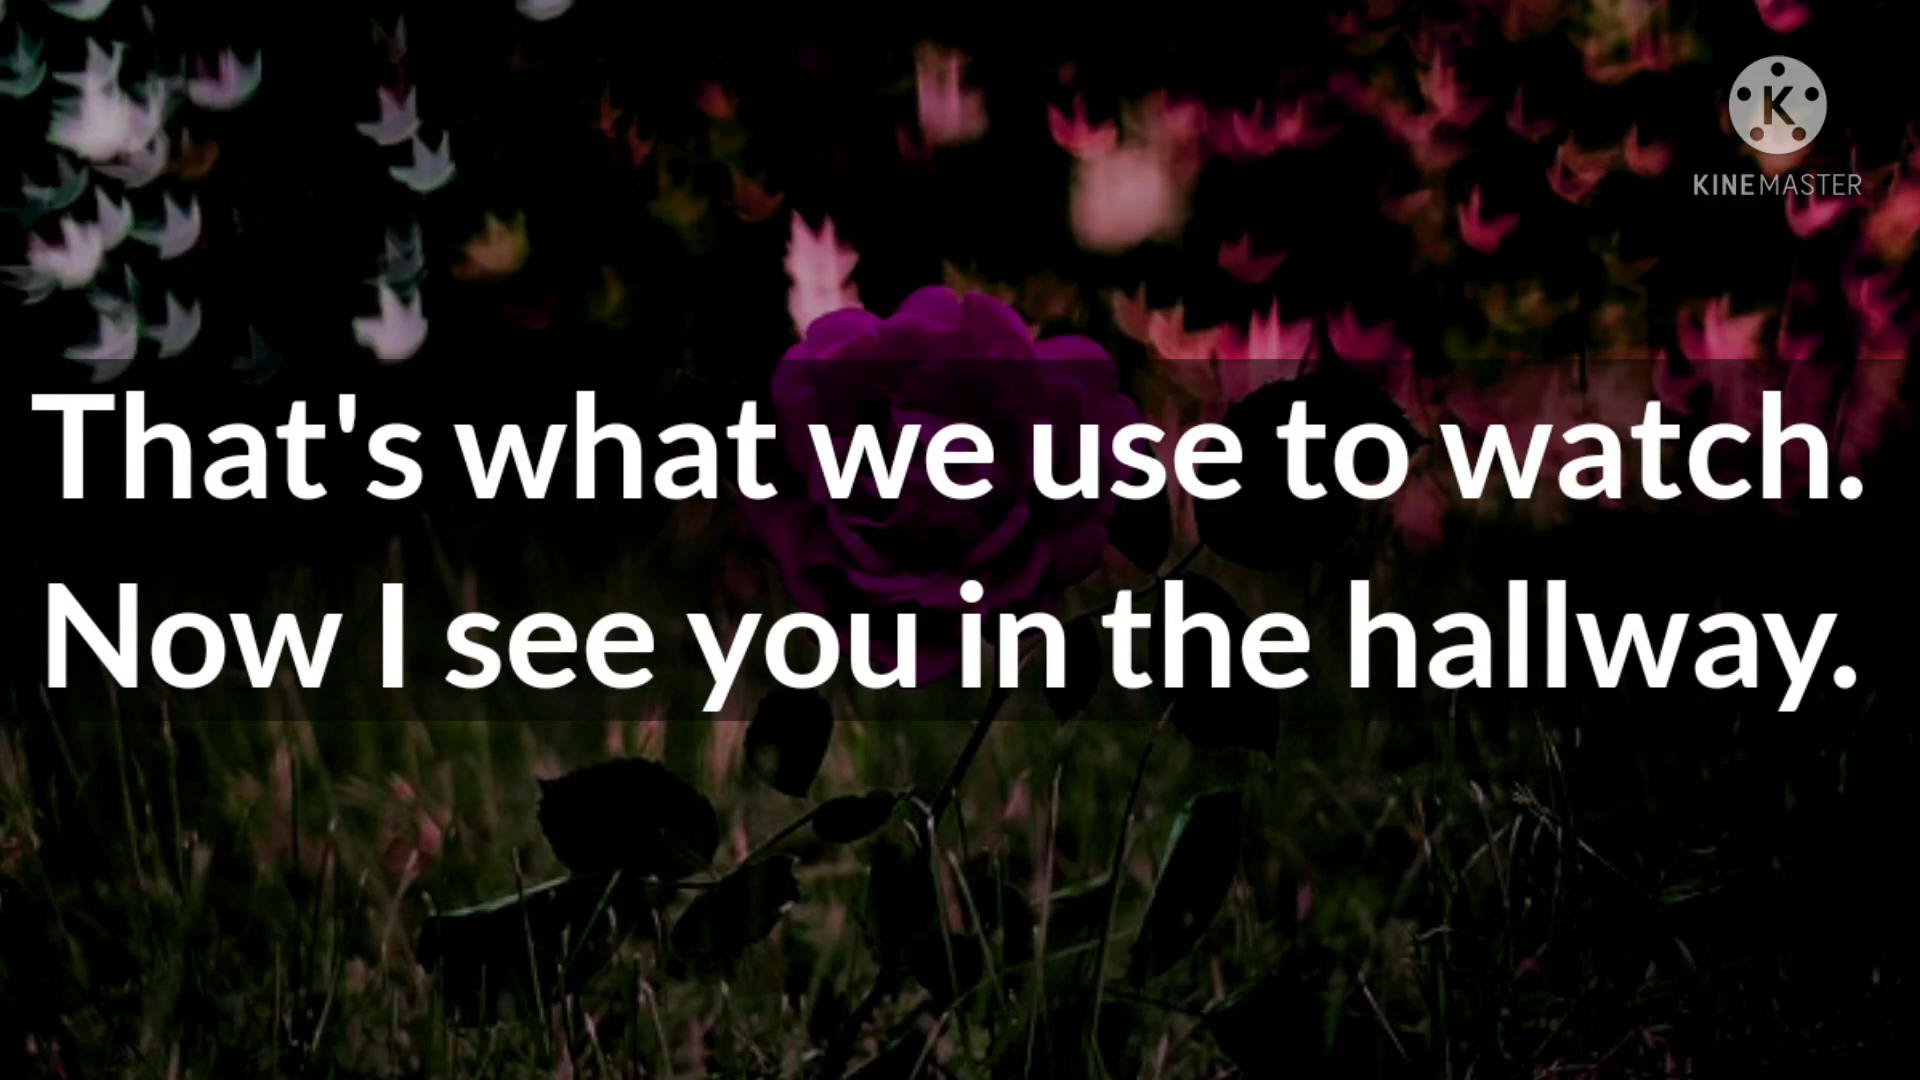 K
KINEMASTER
That's what we use to watch.
Now I see you in the hallway.